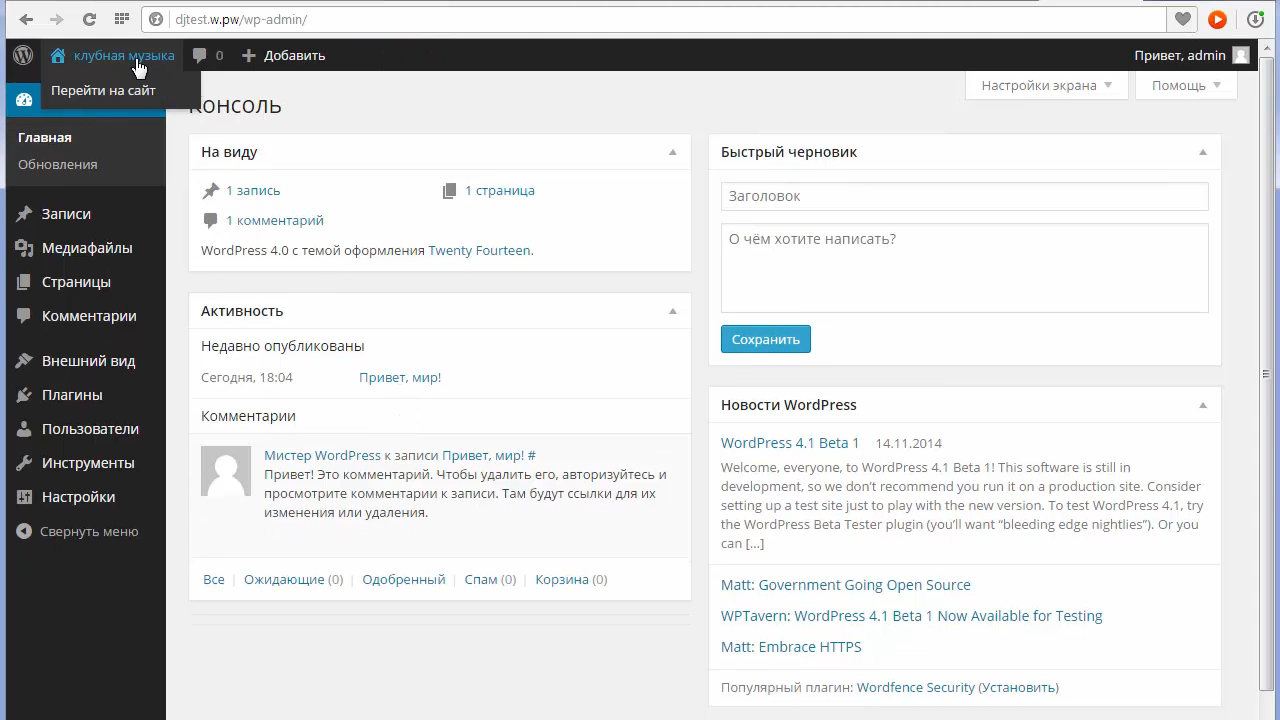 djtest.w.pw/wp-admin/
клубная музыка
0
Добавить
Привет, admin
Перейти на сайт
Настройки экрана
Помощь
Консоль
Главная
Обновления
Записи
Медиафайлы
Страницы
Комментарии
Внешний вид
Плагины
Пользователи
Инструменты
Настройки
Свернуть меню
На виду
1 запись
1 страница
1 комментарий
WordPress 4.0 с темой оформления Twenty Fourteen.
Активность
Недавно опубликованы
Сегодня, 18:04 Привет, мир!
Комментарии
Мистер WordPress к записи Привет, мир! #
Привет! Это комментарий. Чтобы удалить его, авторизуйтесь и
просмотрите комментарии к записи. Там будут ссылки для их
изменения или удаления.
Все | Ожидающие (0) | Одобренный | Спам (0) | Корзина (0)
Быстрый черновик
Заголовок
О чём хотите написать?
Сохранить
Новости WordPress
WordPress 4.1 Beta 1 14.11.2014
Welcome, everyone, to WordPress 4.1 Beta 1! This software is still in
development, so we don’t recommend you run it on a production site. Consider
setting up a test site just to play with the new version. To test WordPress 4.1, try
the WordPress Beta Tester plugin (you’ll want “bleeding edge nightlies”). Or you
can […]
Matt: Government Going Open Source
WPTavern: WordPress 4.1 Beta 1 Now Available for Testing
Matt: Embrace HTTPS
Популярный плагин: Wordfence Security (Установить)